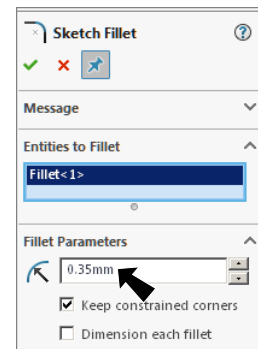 Sketch Fillet
Message
Entities to Fillet
Fillet<1>
Fillet Parameters
0.35mm
Keep constrained corners
Dimension each fillet